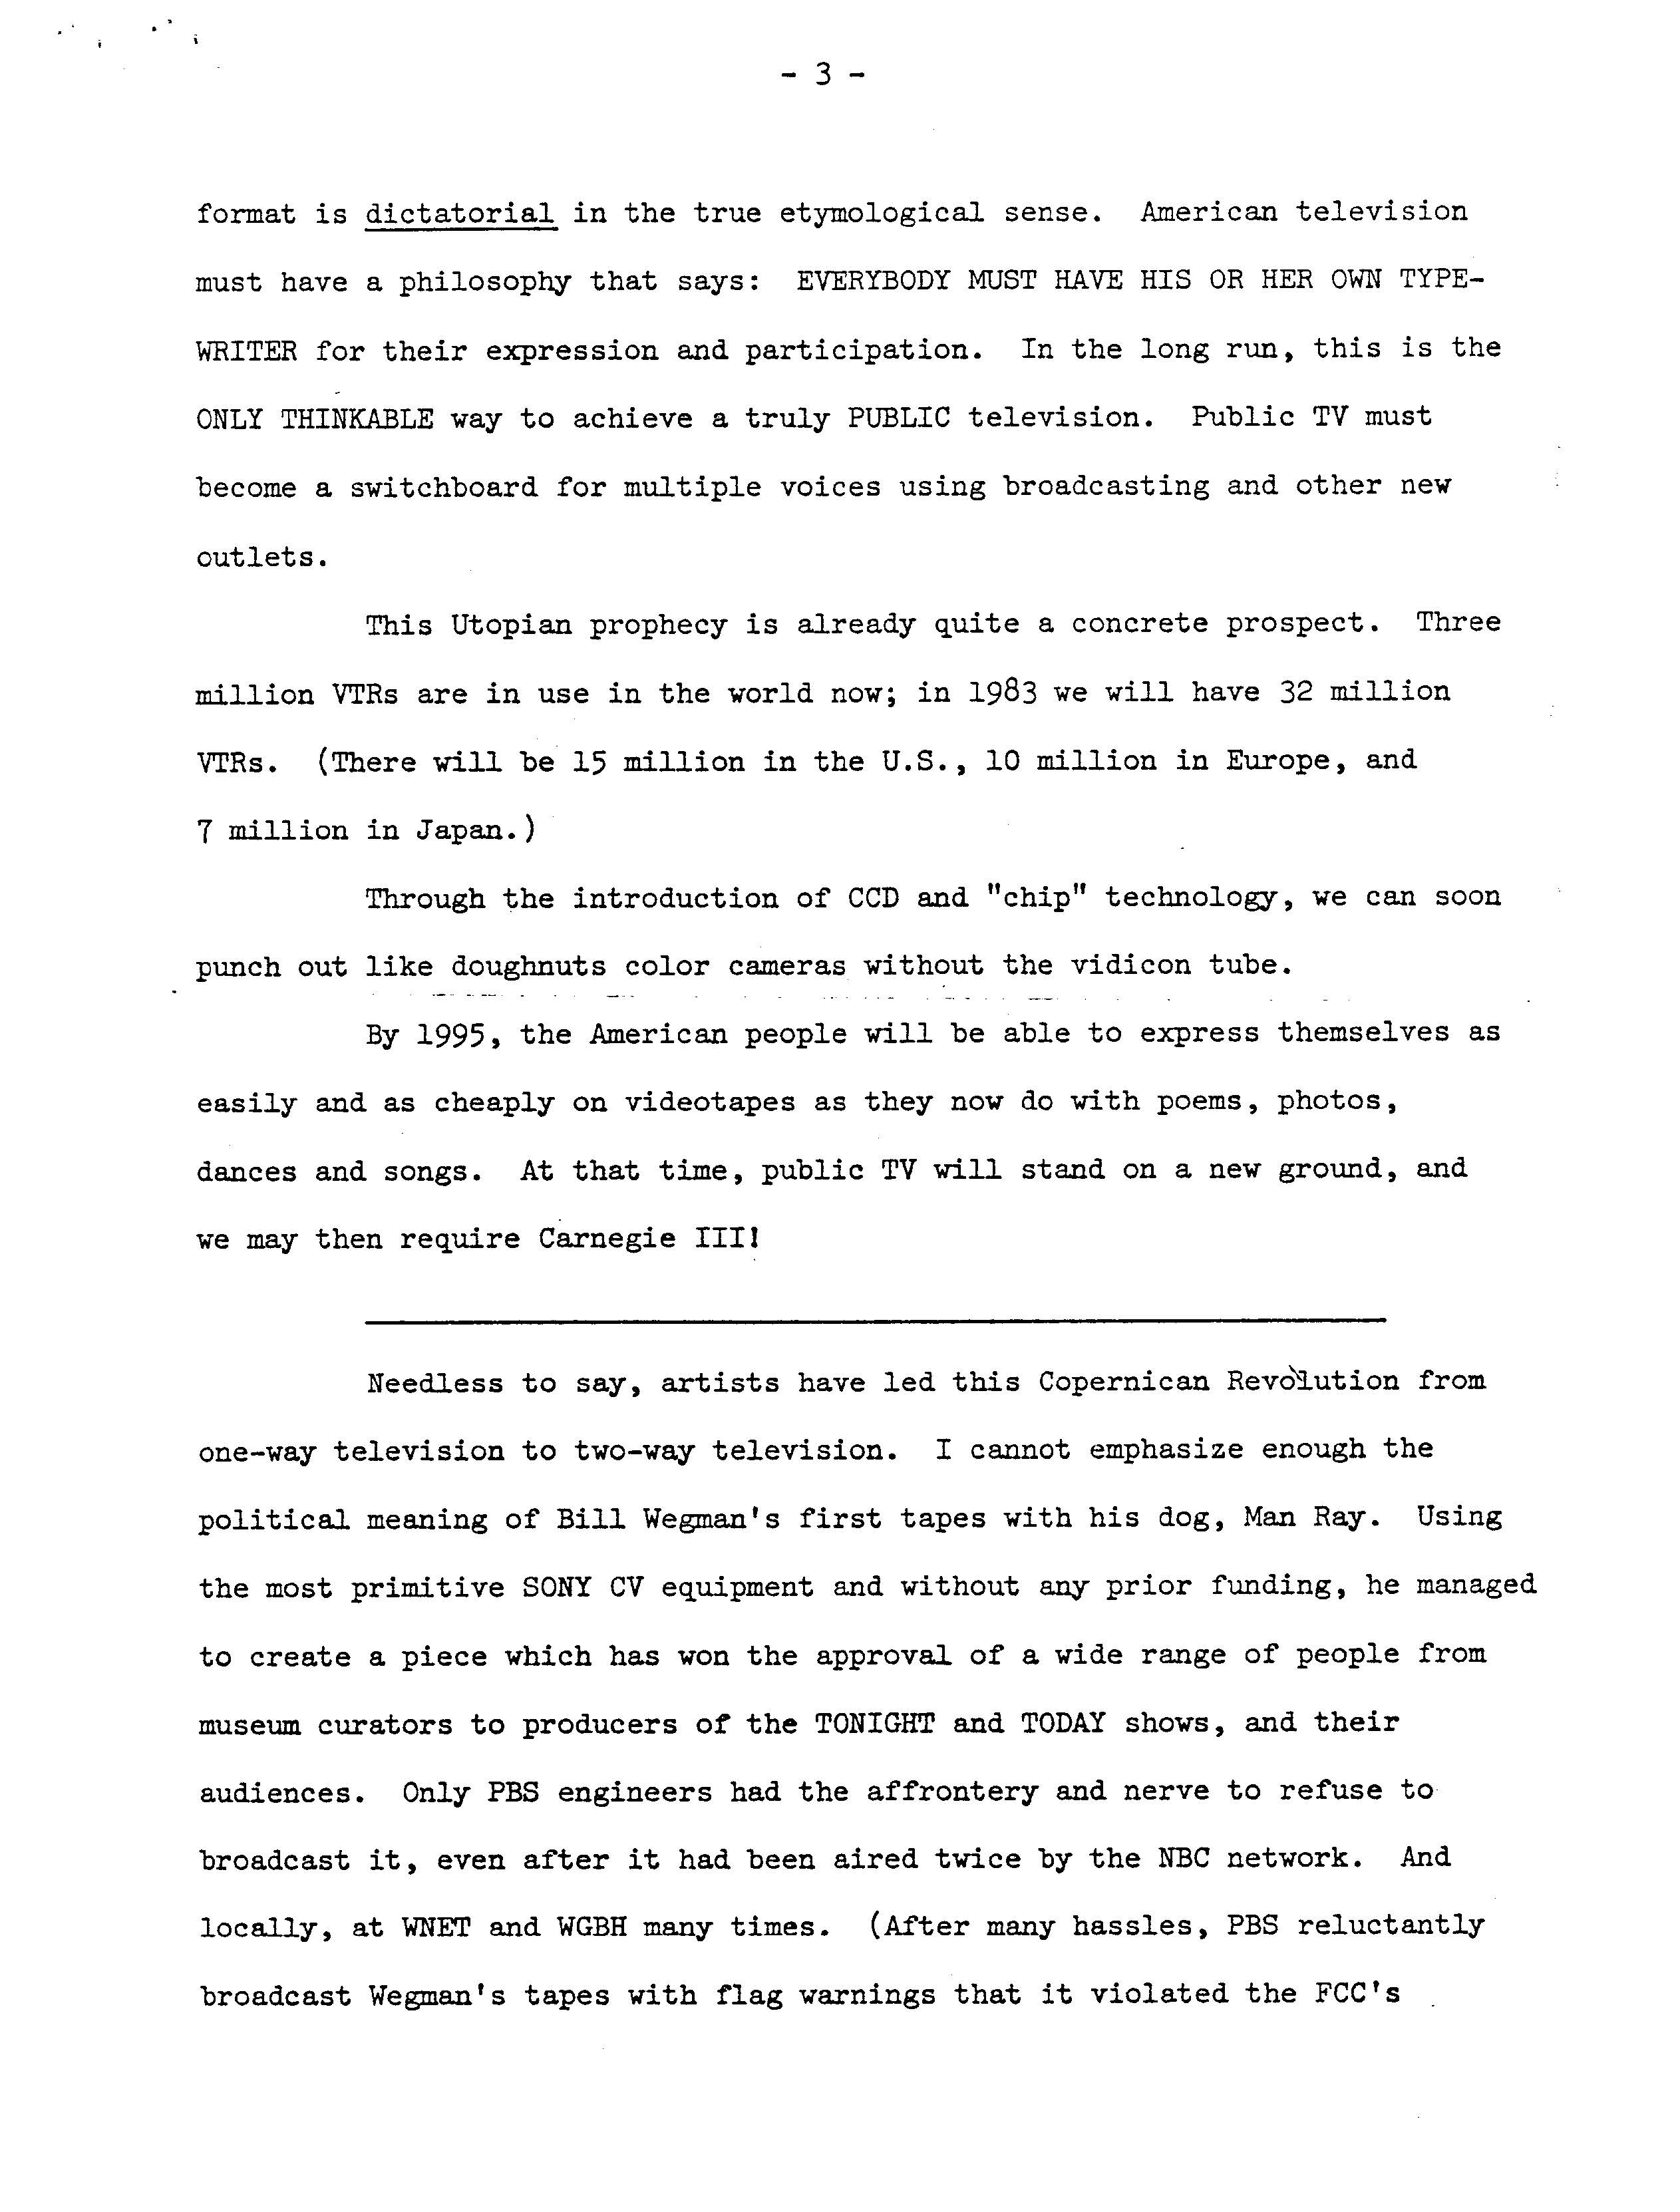 - 3 -
format is dictatorial in the true etymological sense. American television
must have a philosophy that says: EVERYBODY MUST HAVE HIS OR HER OWN TYPE-
WRITER for their expression and participation. In the long run, this is the
ONLY THINKABLE way to achieve a truly PUBLIC television. Public TV must
become a switchboard for multiple voices using broadcasting and other new
outlets.
This Utopian prophecy is already quite a concrete prospect. Three
million VTRs are in use in the world now; in 1983 we will have 32 million
VTRs. (There will be 15 million in the U.S., 10 million in Europe, and
7 million in Japan.)
Through the introduction of CCD and "chip" technology, we can soon
punch out like doughnuts color cameras without the vidicon tube.
By 1995, the American people will be able to express themselves as
easily and as cheaply on videotapes as they now do with poems, photos,
dances and songs. At that time, public TV will stand on a new ground, and
we may then require Carnegie III!
Needless to say, artists have led this Copernican Revolution from
one-way television to two-way television. I cannot emphasize enough the
political meaning of Bill Wegman's first tapes with his dog, Man Ray. Using
the most primitive SONY CV equipment and without any prior funding, he managed
to create a piece which has won the approval of a wide range of people from
museum curators to producers of the TONIGHT and TODAY shows, and their
audiences. Only PBS engineers had the affrontery and nerve to refuse to
broadcast it, even after it had been aired twice by the NBC network. And
locally, at WNET and WGBH many times. (After many hassles, PBS reluctantly
broadcast Wegman's tapes with flag warnings that it violated the FCC's